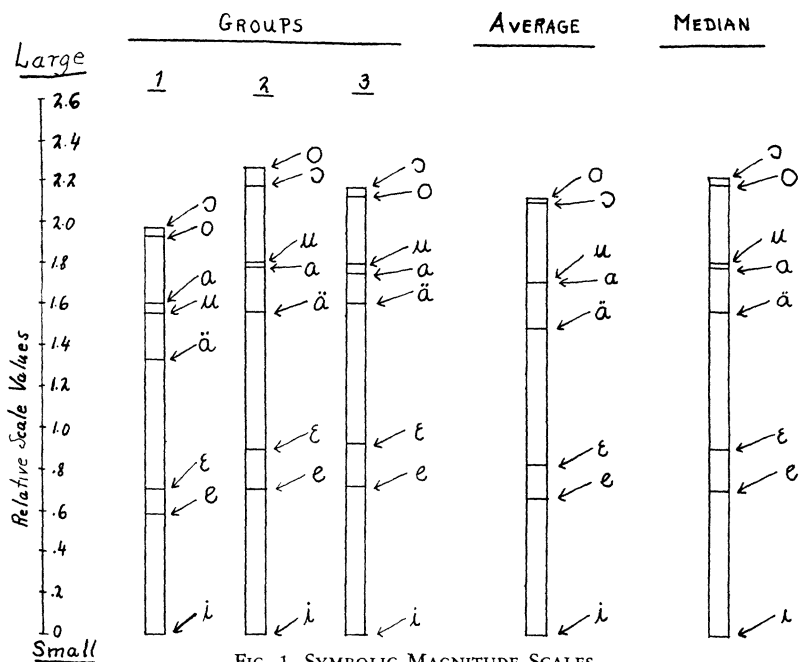 GROUPS AVERAGE MEDIAN
Large
1 2 3
2.6
2.4
2.2
2.0
1.8
1.6
1.4
1.2
1.0
.8
.6
.4
.2
0
Relative Scale Values
Small
ɔ
o
a
u
ä
ɛ
e
i
o
ɔ
u
a
ä
ɛ
e
i
ɔ
o
u
a
ä
ɛ
e
i
o
ɔ
u
a
ä
ɛ
e
i
ɔ
o
u
a
ä
ɛ
e
i
FIG. 1. SYMBOLIC MAGNITUDE SCALES